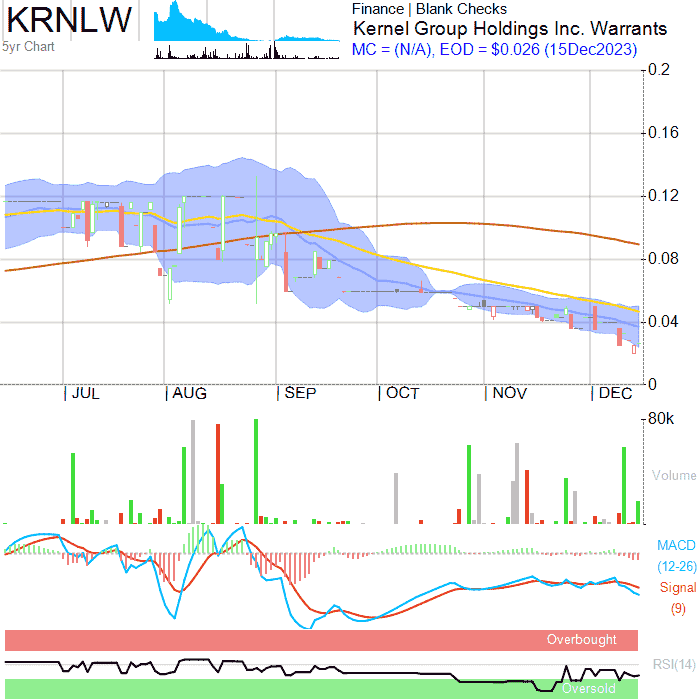 KRNLW
5yr Chart
Finance | Blank Checks
Kernel Group Holdings Inc. Warrants
MC = (N/A), EOD = $0.026 (15Dec2023)
0.2
0.16
0.12
0.08
0.04
0
| JUL | AUG | SEP | OCT | NOV | DEC
80k
Volume
MACD
(12-26)
Signal
(9)
Overbought
RSI(14)
Oversold